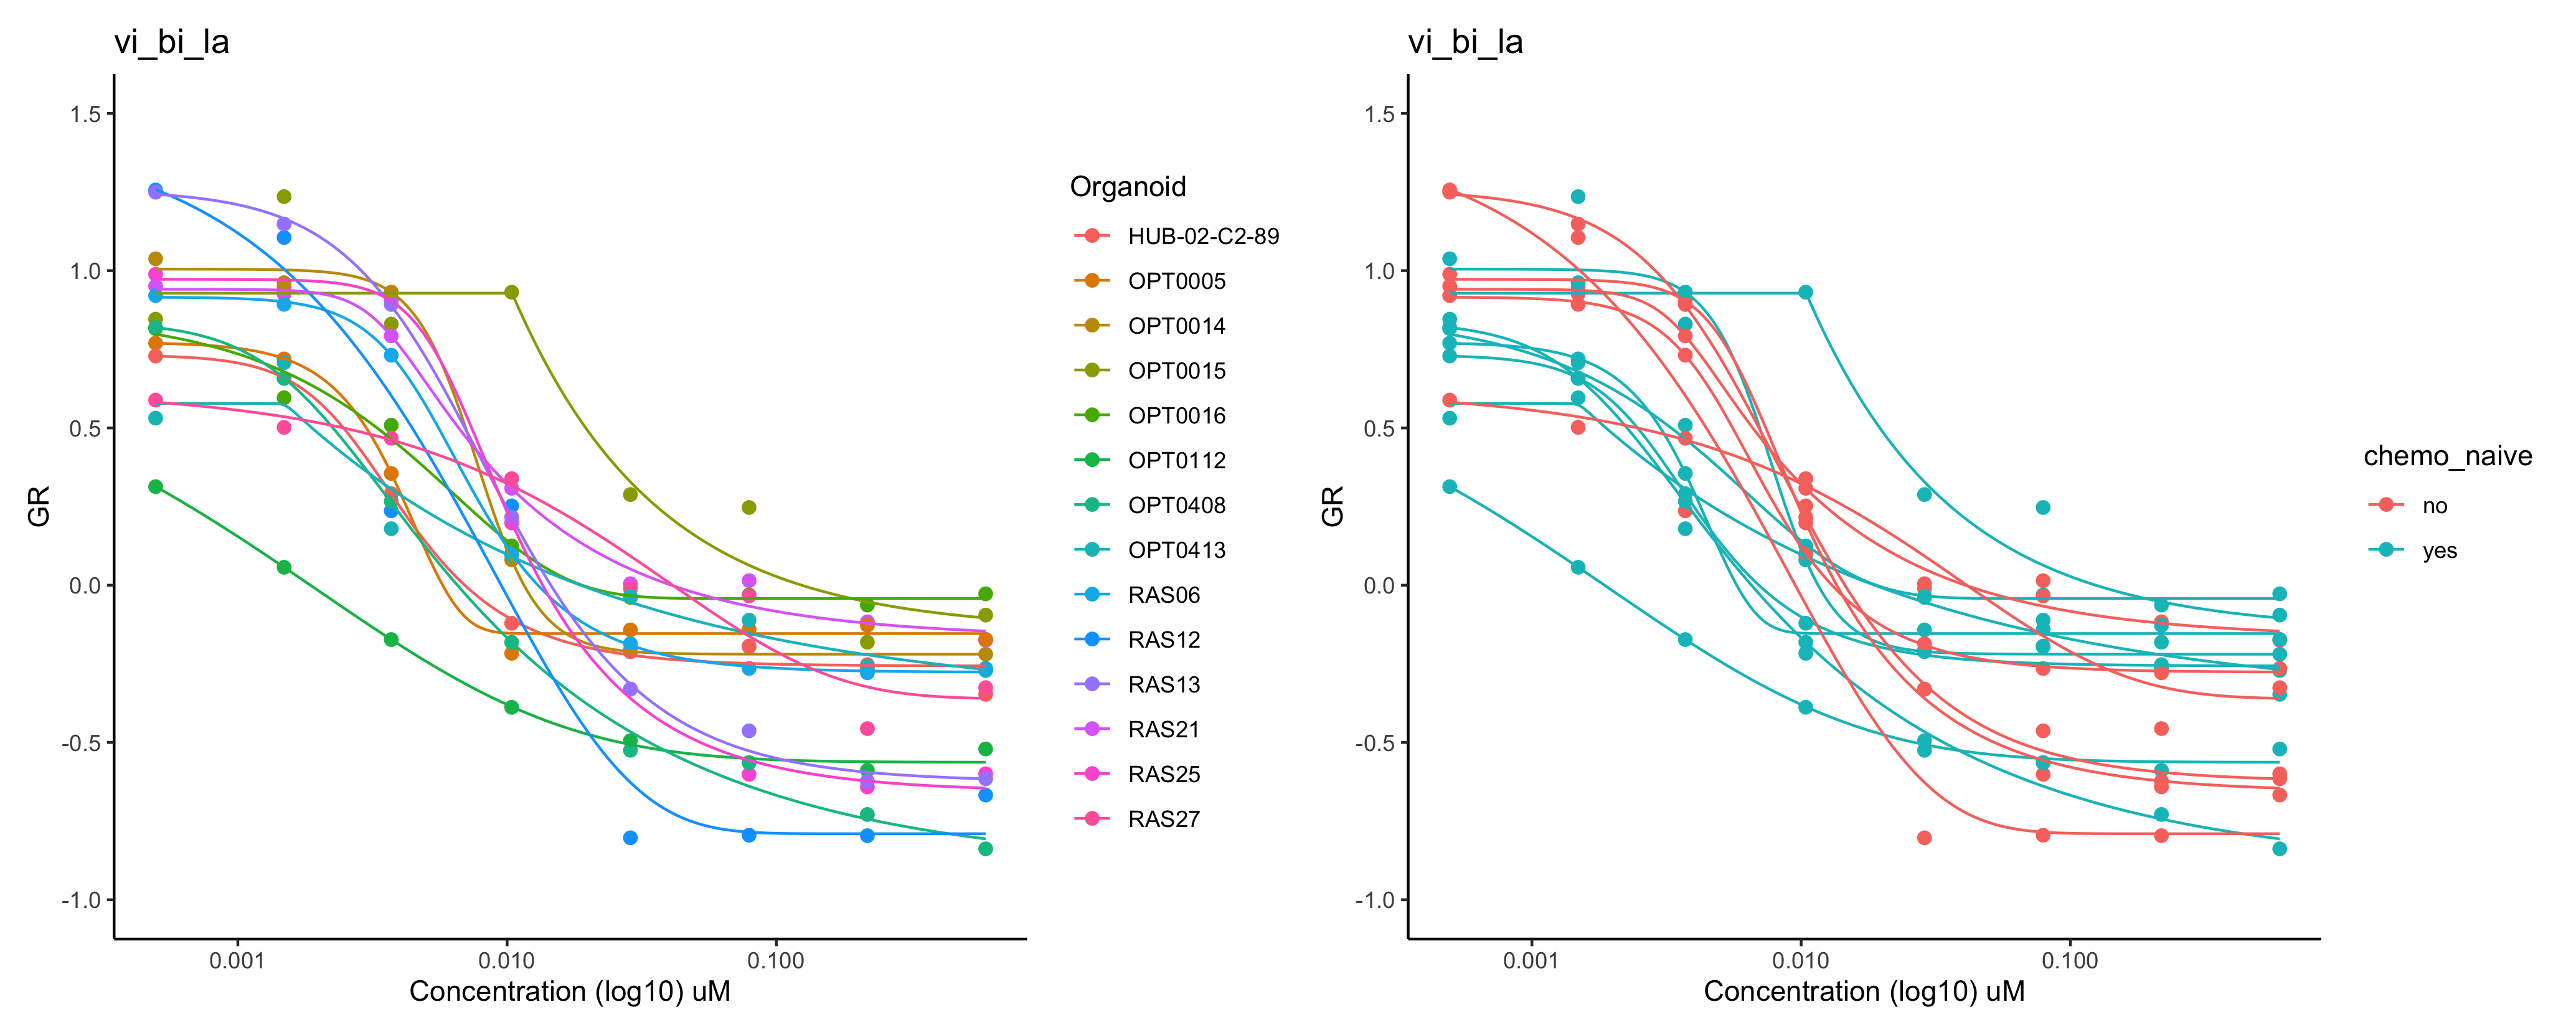 vi_bi_la
1.5
1.0
0.5
0.0
-0.5
-1.0
GR
0.001
0.010
0.100
Concentration (log10) uM
Organoid
HUB-02-C2-89
OPT0005
OPT0014
OPT0015
OPT0016
OPT0112
OPT0408
OPT0413
RAS06
RAS12
RAS13
RAS21
RAS25
RAS27
vi_bi_la
1.5
1.0
0.5
0.0
-0.5
-1.0
GR
0.001
0.010
0.100
Concentration (log10) uM
chemo_naive
no
yes